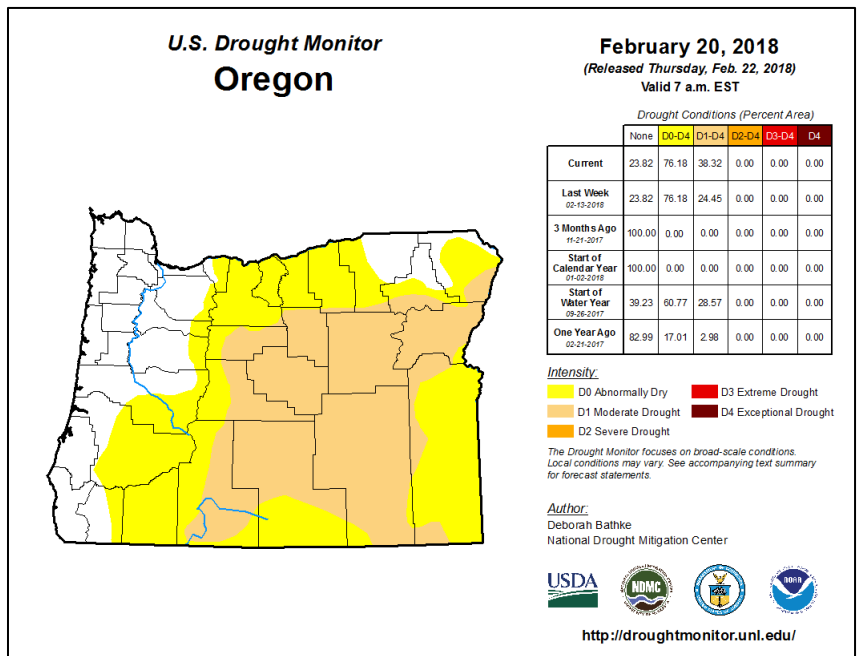 U.S. Drought Monitor
Oregon
February 20, 2018
(Released Thursday, Feb. 22, 2018)
Valid 7 a.m. EST
Drought Conditions (Percent Area)
None D0-D4 D1-D4 D2-D4 D3-D4 D4
Current 23.82 76.18 38.32 0.00 0.00 0.00
Last Week
02-13-2018
23.82 76.18 24.45 0.00 0.00 0.00
3 Months Ago
11-21-2017
100.00 0.00 0.00 0.00 0.00 0.00
Start of
Calendar Year
01-02-2018
100.00 0.00 0.00 0.00 0.00 0.00
Start of
Water Year
09-26-2017
39.23 60.77 28.57 0.00 0.00 0.00
One Year Ago
02-21-2017
82.99 17.01 2.98 0.00 0.00 0.00
Intensity:
D0 Abnormally Dry
D1 Moderate Drought
D2 Severe Drought
D3 Extreme Drought
D4 Exceptional Drought
The Drought Monitor focuses on broad-scale conditions.
Local conditions may vary. See accompanying text summary
for forecast statements.
Author:
Deborah Bathke
National Drought Mitigation Center
USDA
NDMC
NOAA
http://droughtmonitor.unl.edu/